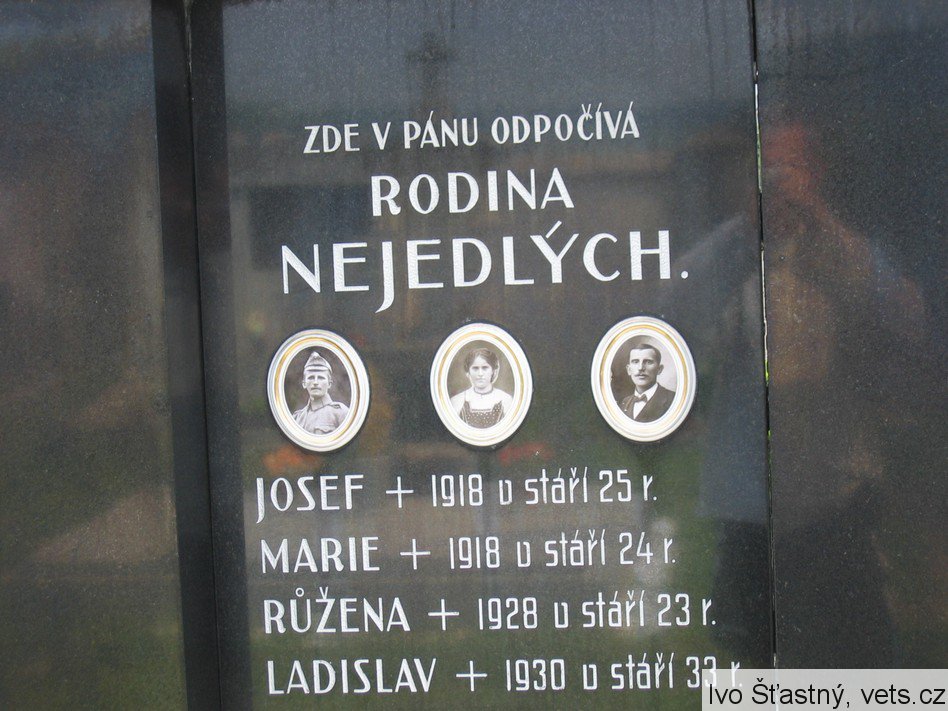 ZDE V PÁNU ODPOČÍVÁ
RODINA
NEJEDLÝCH.
JOSEF + 1918 v stáří 25 r.
MARIE + 1918 v stáří 24 r.
RŮŽENA + 1928 v stáří 23 r.
LADISLAV + 1930 v stáří 33 r.
Ivo Šťastný, vets.cz